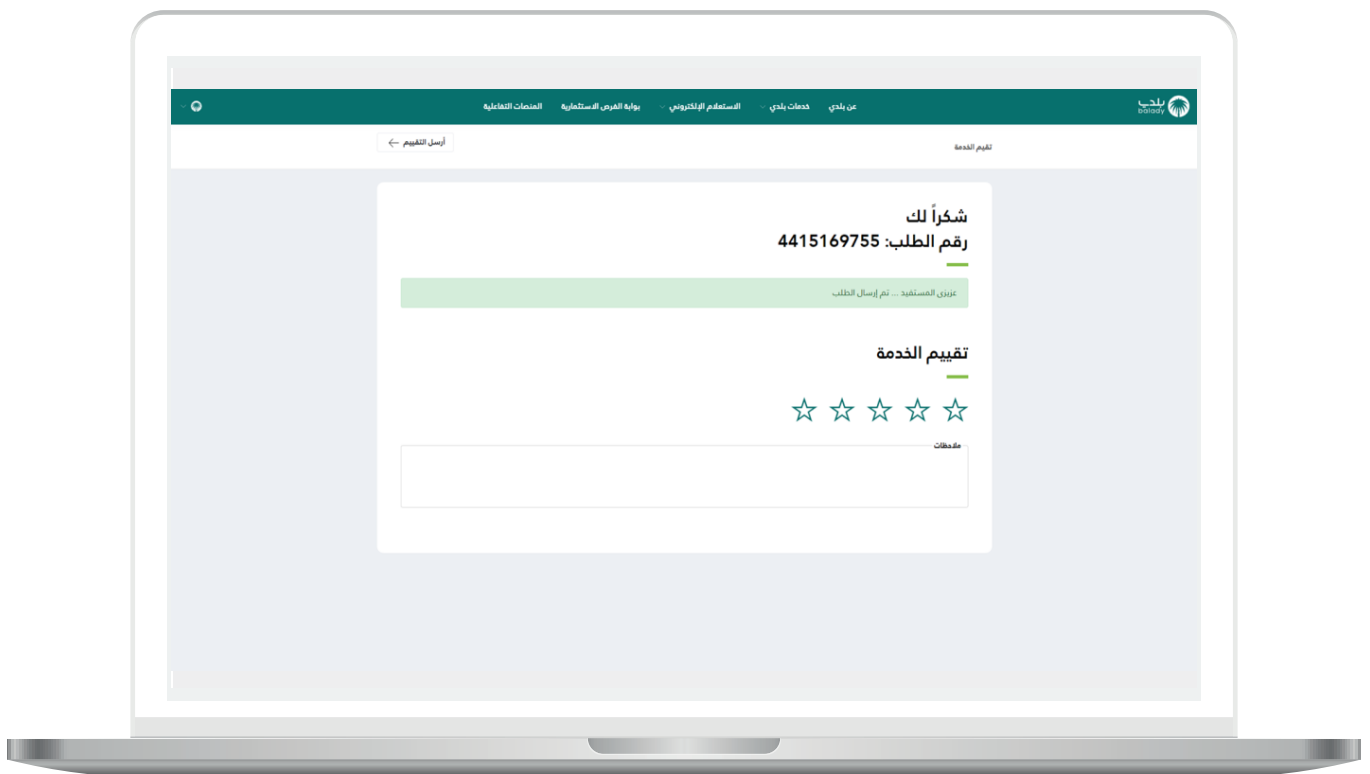 بلدي
balady
عن بلدي
خدمات بلدي
الاستعلام الإلكتروني
بوابة الفرص الاستثمارية
المنصات التفاعلية
تقيم الخدمة
أرسل التقييم
شكراً لك
رقم الطلب: 4415169755
عزيزي المستفيد ... تم إرسال الطلب
تقييم الخدمة
ملاحظات